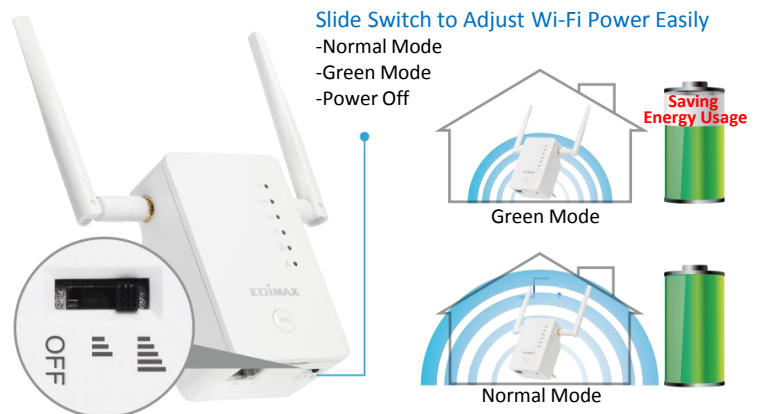 Slide Switch to Adjust Wi-Fi Power Easily
-Normal Mode
-Green Mode
-Power Off
Saving
Energy Usage
Green Mode
EDIMAX
OFF
Normal Mode